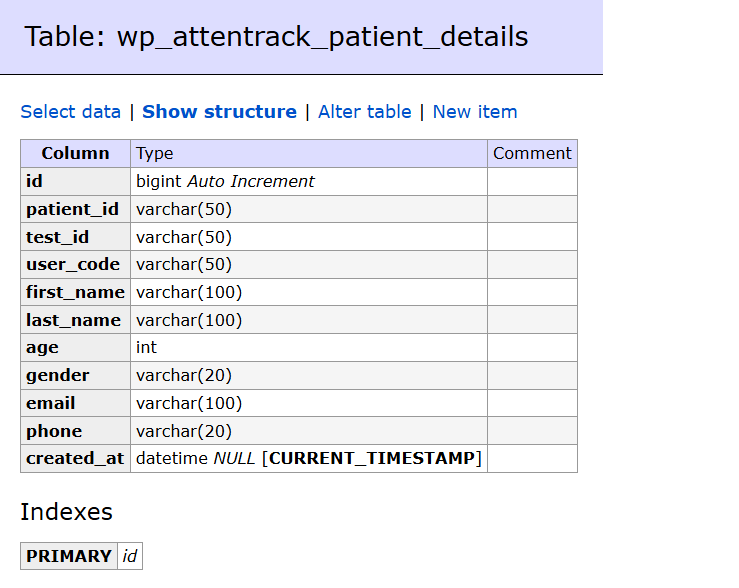 Table: wp_attentrack_patient_details
Select data | Show structure | Alter table | New item
Column Type Comment
id bigint Auto Increment
patient_id varchar(50)
test_id varchar(50)
user_code varchar(50)
first_name varchar(100)
last_name varchar(100)
age int
gender varchar(20)
email varchar(100)
phone varchar(20)
created_at datetime NULL [CURRENT_TIMESTAMP]
Indexes
PRIMARY id